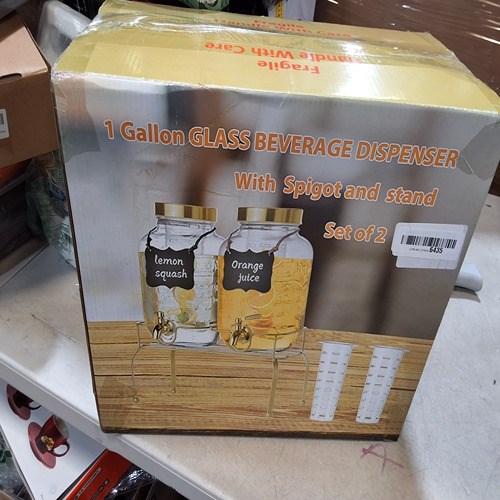 Fragile
Handle With Care
1 Gallon GLASS BEVERAGE DISPENSER
With Spigot and stand
Set of 2
6435
lemon
squash
Orange
juice
A